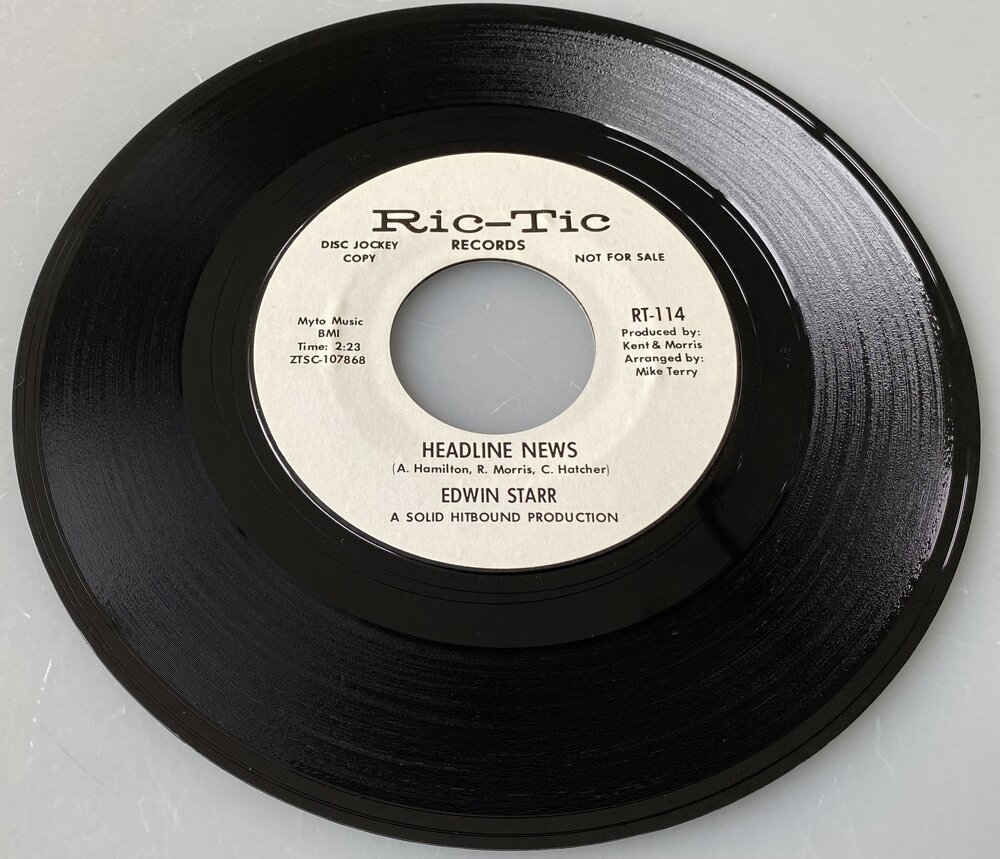 Ric-Tic
RECORDS
DISC JOCKEY
COPY
NOT FOR SALE
Myto Music
BMI
Time: 2:23
ZTSC-107868
RT-114
Produced by:
Kent & Morris
Arranged by:
Mike Terry
HEADLINE NEWS
(A. Hamilton, R. Morris, C. Hatcher)
EDWIN STARR
A SOLID HITBOUND PRODUCTION